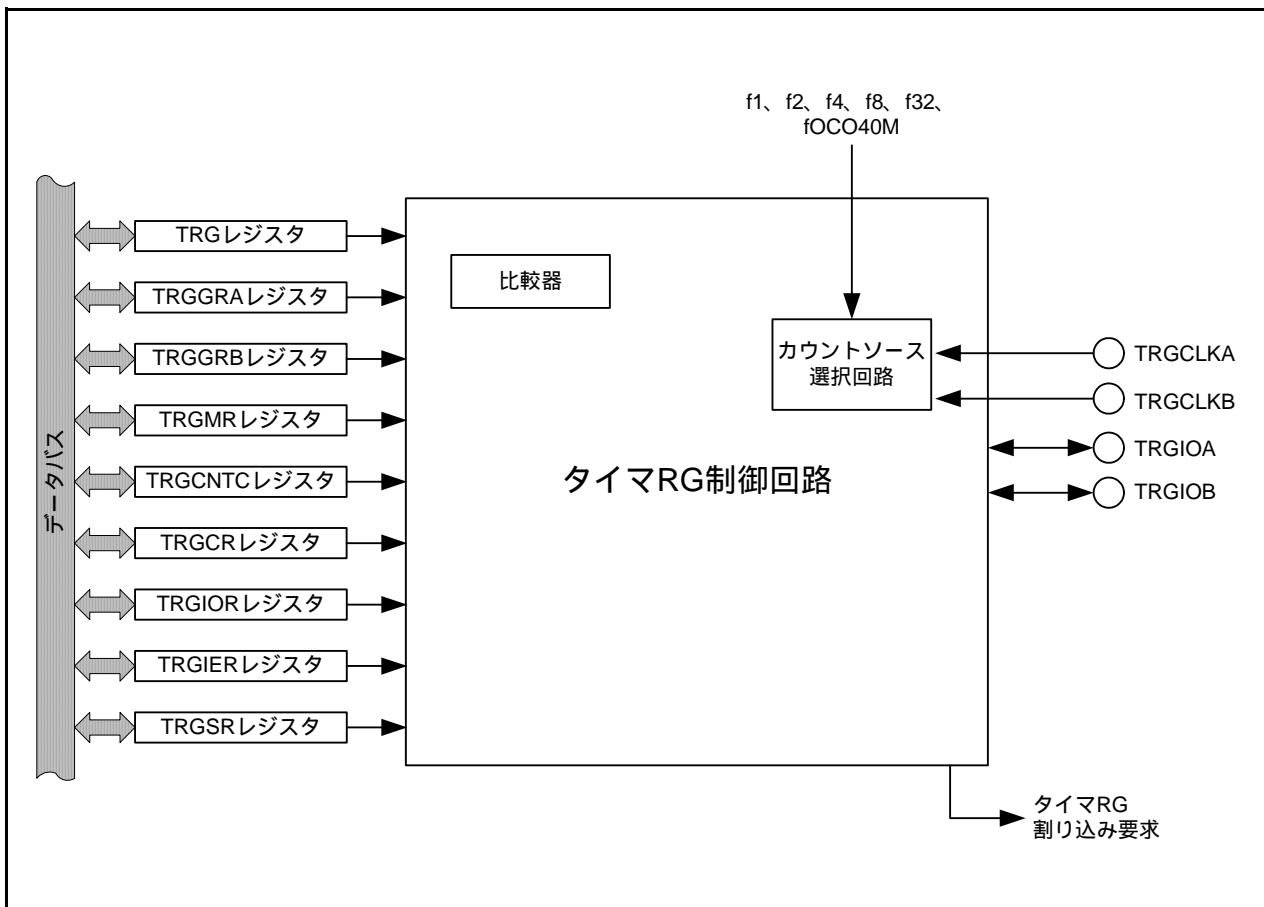 f1、f2、f4、f8、f32、
fOCO40M
データバス
TRGレジスタ
TRGGRAレジスタ
TRGGRBレジスタ
TRGMRレジスタ
TRGCNTCレジスタ
TRGCRレジスタ
TRGIORレジスタ
TRGIERレジスタ
TRGSRレジスタ
比較器
カウントソース
選択回路
タイマRG制御回路
TRGCLKA
TRGCLKB
TRGIOA
TRGIOB
タイマRG
割り込み要求